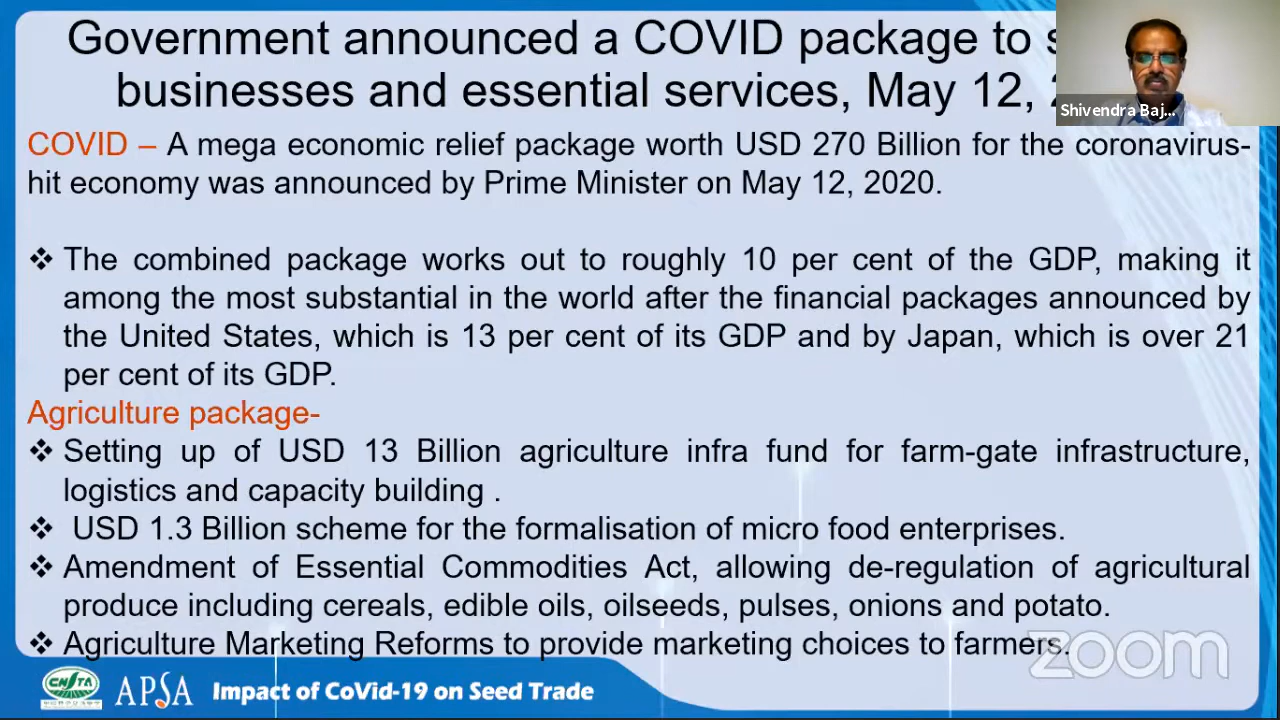 Government announced a COVID package to s
businesses and essential services, May 12,
Shivendra Baj...
COVID – A mega economic relief package worth USD 270 Billion for the coronavirus-
hit economy was announced by Prime Minister on May 12, 2020.
❖ The combined package works out to roughly 10 per cent of the GDP, making it
among the most substantial in the world after the financial packages announced by
the United States, which is 13 per cent of its GDP and by Japan, which is over 21
per cent of its GDP.
Agriculture package-
❖ Setting up of USD 13 Billion agriculture infra fund for farm-gate infrastructure,
logistics and capacity building .
❖ USD 1.3 Billion scheme for the formalisation of micro food enterprises.
❖ Amendment of Essential Commodities Act, allowing de-regulation of agricultural
produce including cereals, edible oils, oilseeds, pulses, onions and potato.
❖ Agriculture Marketing Reforms to provide marketing choices to farmers.
zoom
CNSTA APSA Impact of CoVid-19 on Seed Trade